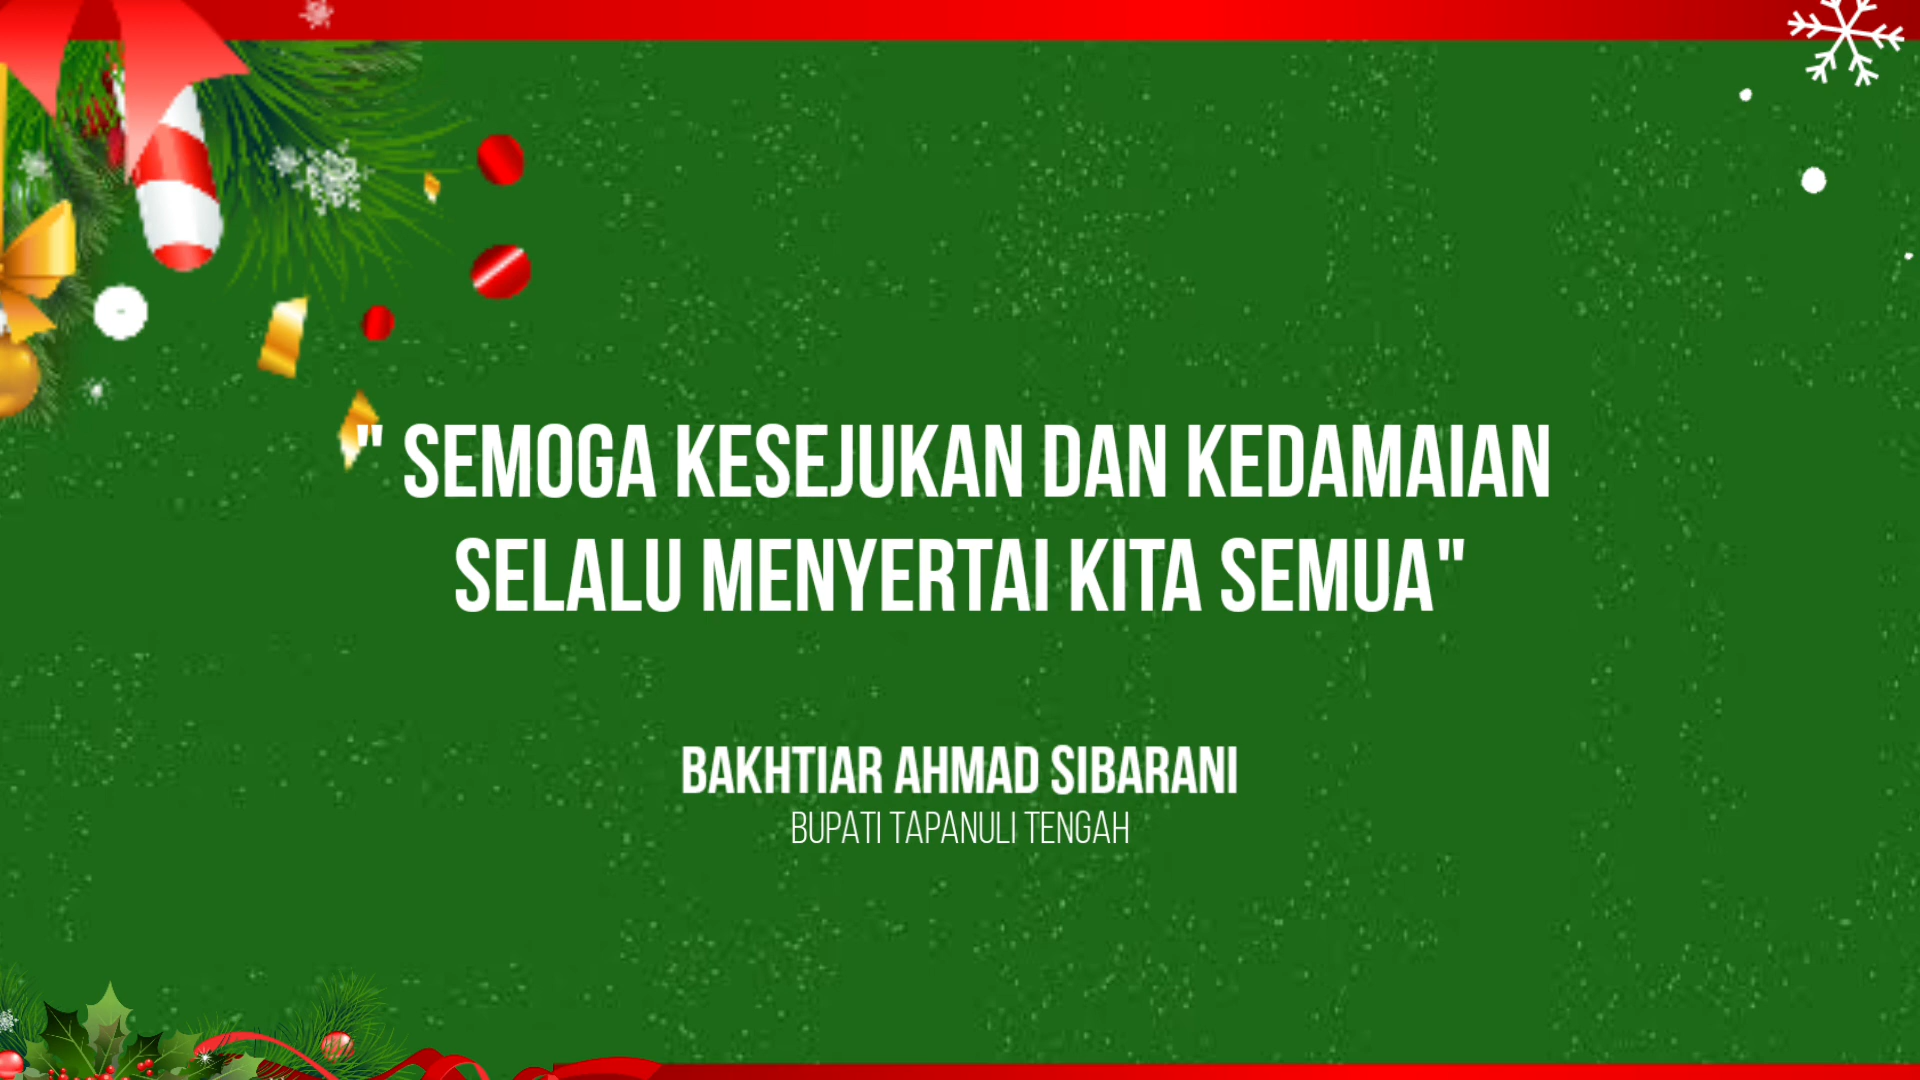 " SEMOGA KESEJUKAN DAN KEDAMAIAN
SELALU MENYERTAI KITA SEMUA"
BAKHTIAR AHMAD SIBARANI
BUPATI TAPANULI TENGAH